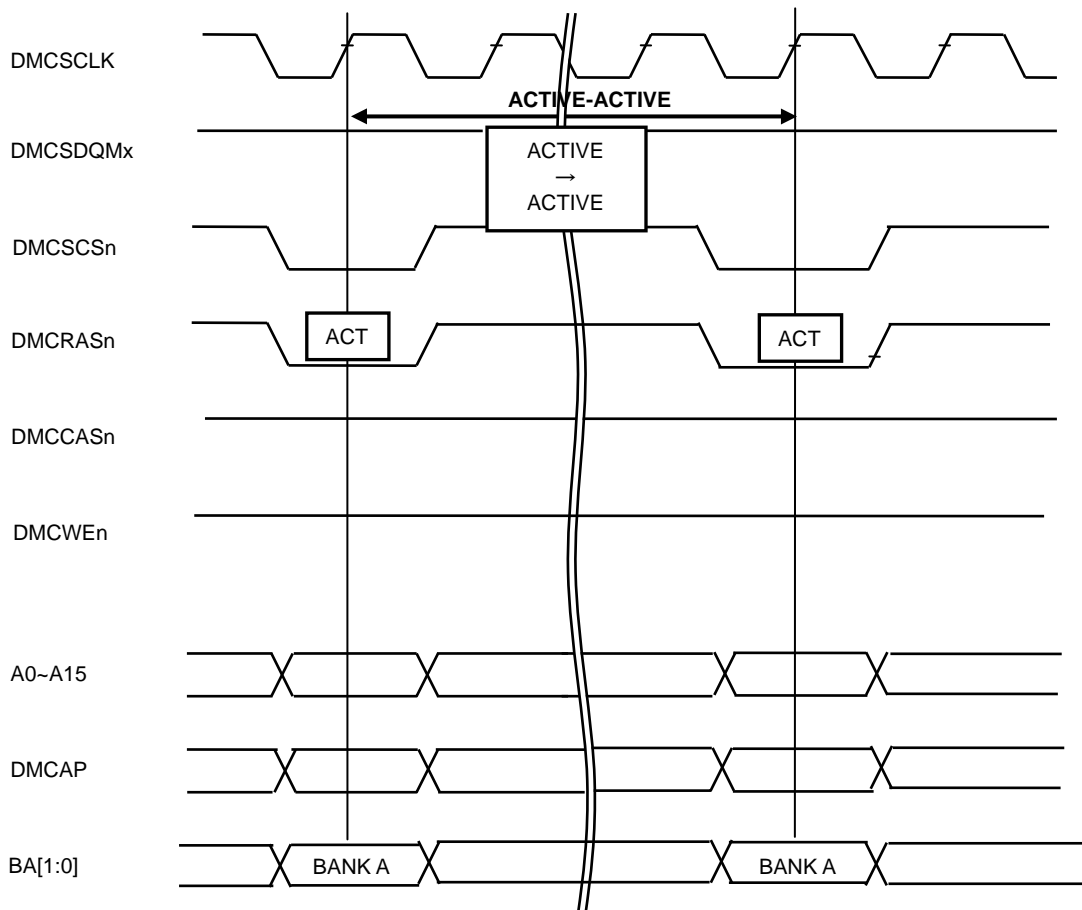 DMCSCLK
ACTIVE-ACTIVE
DMCSDQMx
ACTIVE
→
ACTIVE
DMCSCSn
DMCRASn
ACT
ACT
DMCCASn
DMCWEn
A0~A15
DMCAP
BA[1:0]
BANK A
BANK A